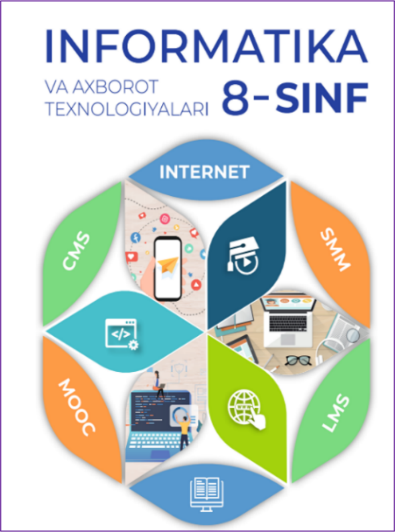 INFORMATIKA
VA AXBOROT
TEXNOLOGIYALARI
8-SINF
INTERNET
CMS
SMM
MOOC
LMS